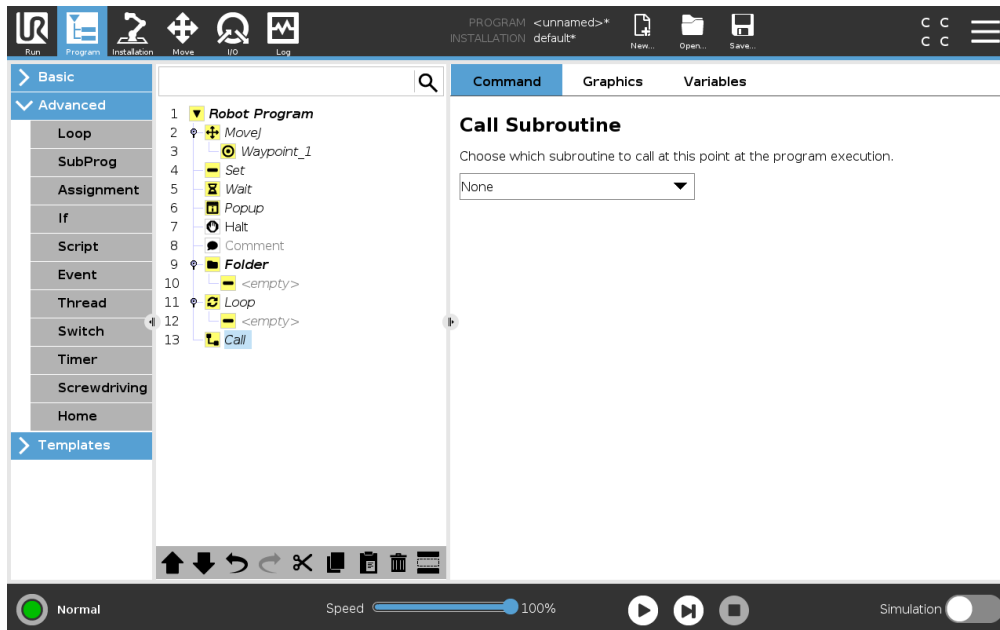 UR
PROGRAM <unnamed>*
INSTALLATION default*
C C
C C
Run Program Installation Move I/O Log New... Open... Save...
Basic
Advanced
Loop
SubProg
Assignment
If
Script
Event
Thread
Switch
Timer
Screwdriving
Home
Templates
1 Robot Program
2 MoveJ
3 Waypoint_1
4 Set
5 Wait
6 Popup
7 Halt
8 Comment
9 Folder
10 <empty>
11 Loop
12 <empty>
13 Call
Command Graphics Variables
Call Subroutine
Choose which subroutine to call at this point at the program execution.
None
Normal Speed 100% Simulation